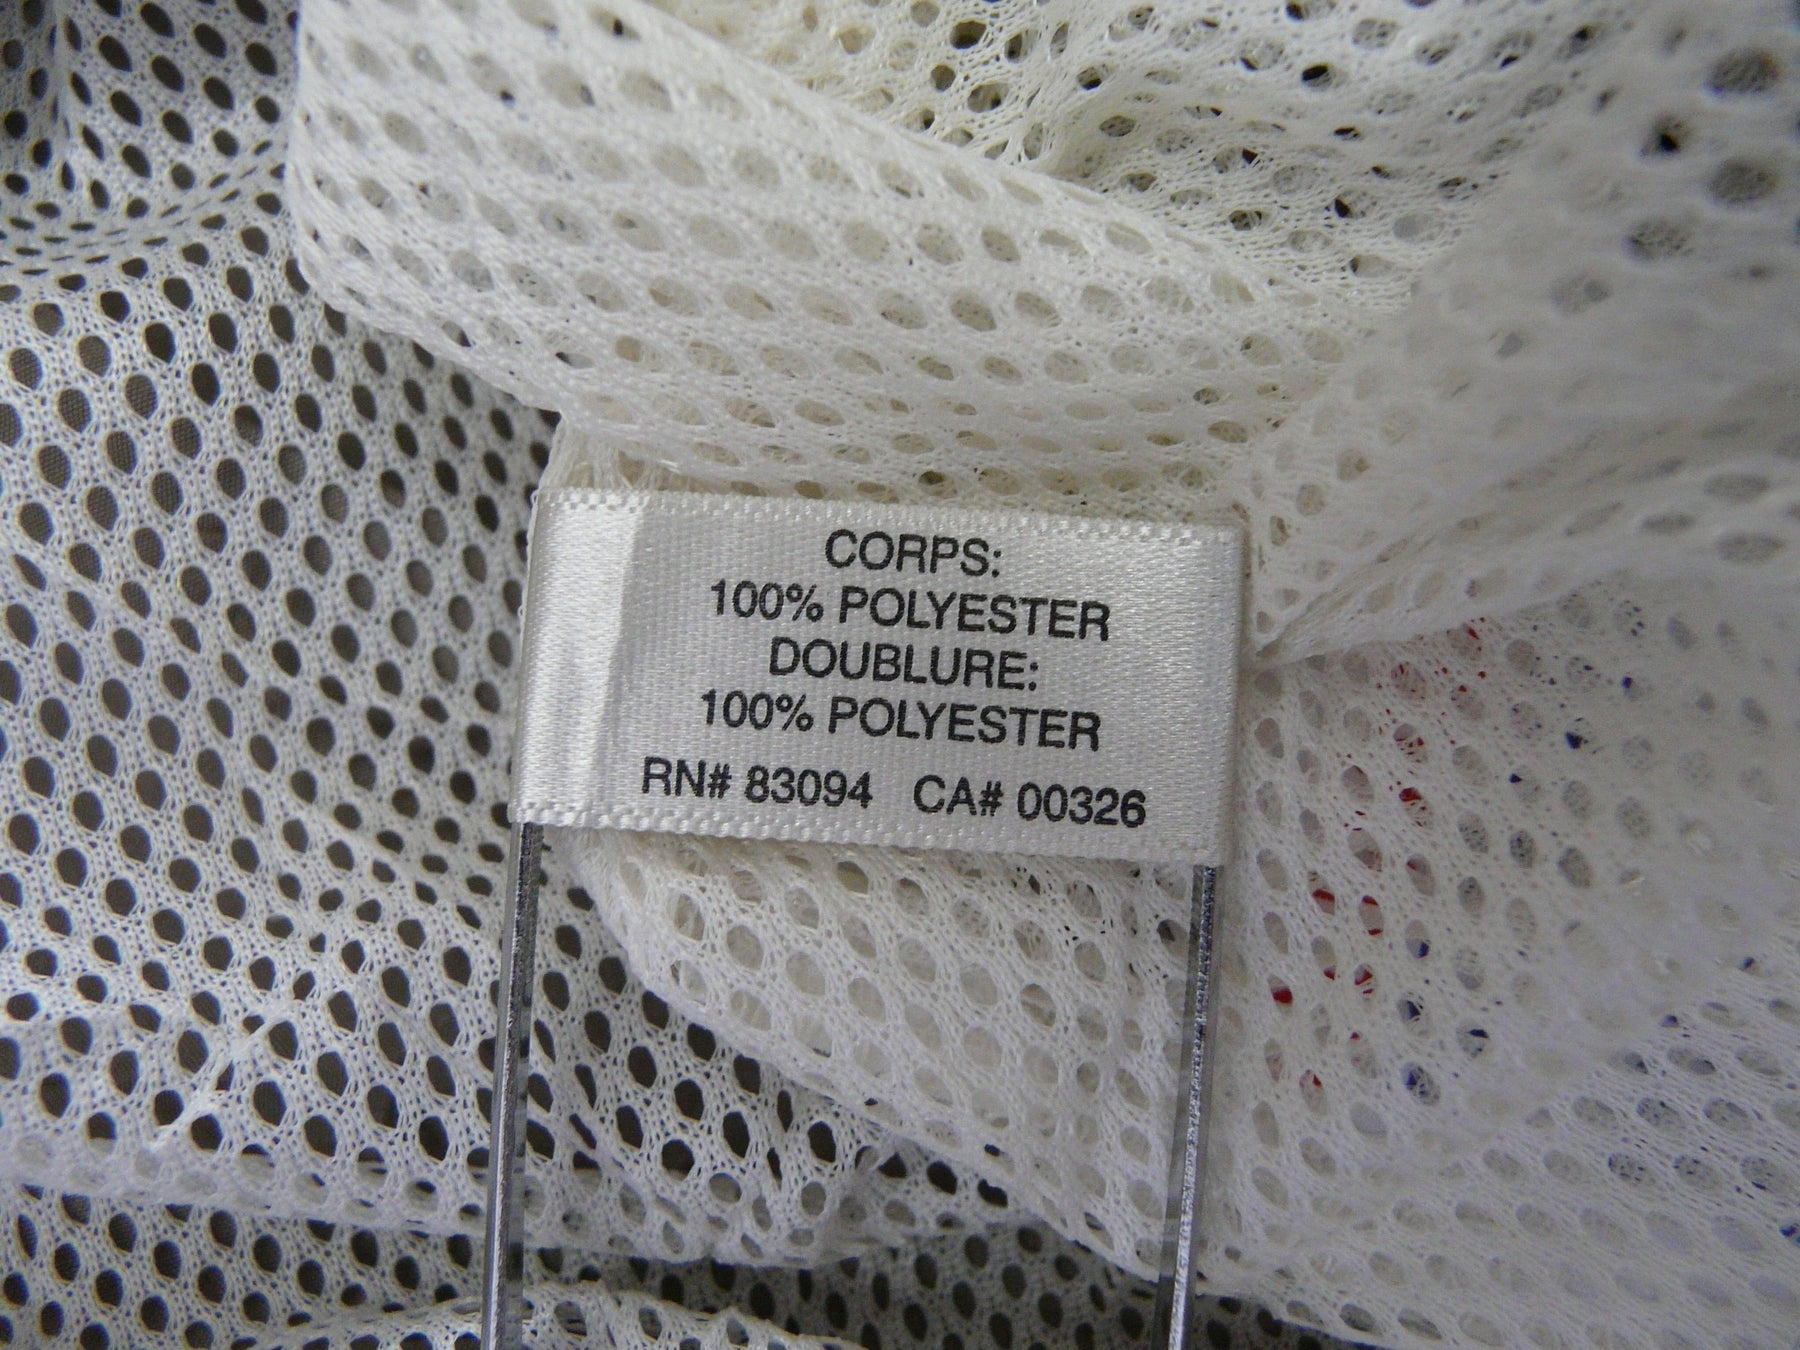 CORPS:
100% POLYESTER
DOUBLURE:
100% POLYESTER
RN# 83094 CA# 00326